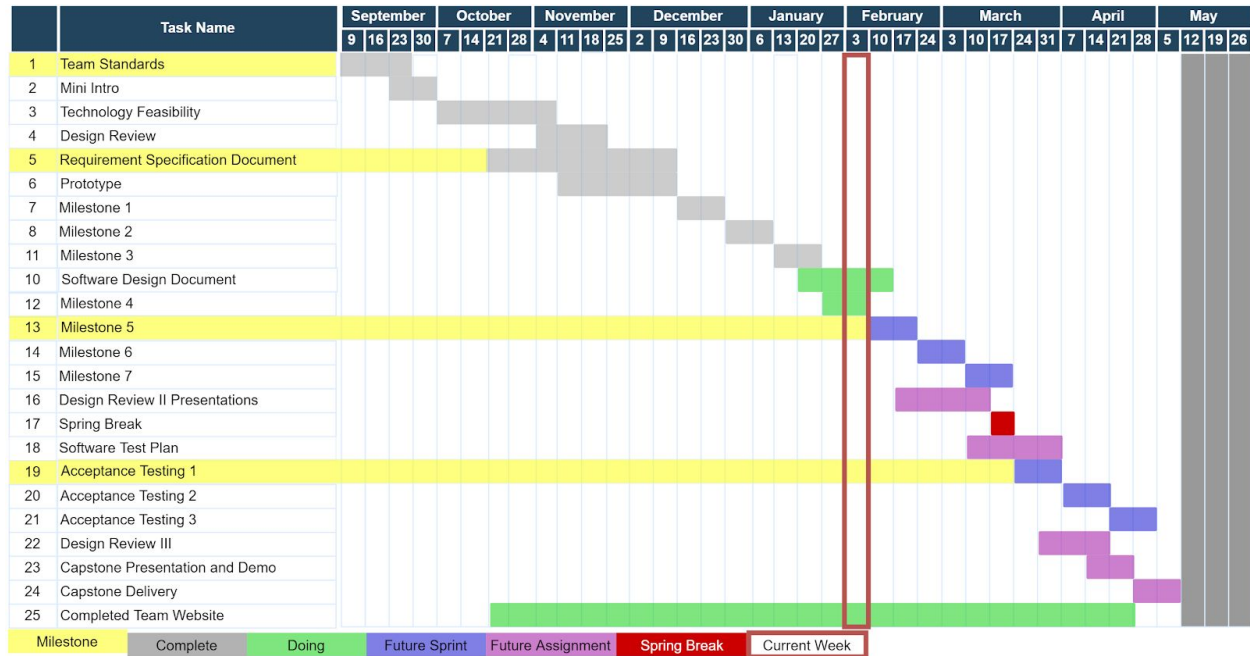 Task Name September October November December January February March April May
9 16 23 30 7 14 21 28 4 11 18 25 2 9 16 23 30 6 13 20 27 3 10 17 24 3 10 17 24 31 7 14 21 28 5 12 19 26
1 Team Standards
2 Mini Intro
3 Technology Feasibility
4 Design Review
5 Requirement Specification Document
6 Prototype
7 Milestone 1
8 Milestone 2
11 Milestone 3
10 Software Design Document
12 Milestone 4
13 Milestone 5
14 Milestone 6
15 Milestone 7
16 Design Review II Presentations
17 Spring Break
18 Software Test Plan
19 Acceptance Testing 1
20 Acceptance Testing 2
21 Acceptance Testing 3
22 Design Review III
23 Capstone Presentation and Demo
24 Capstone Delivery
25 Completed Team Website
Milestone Complete Doing Future Sprint Future Assignment Spring Break Current Week